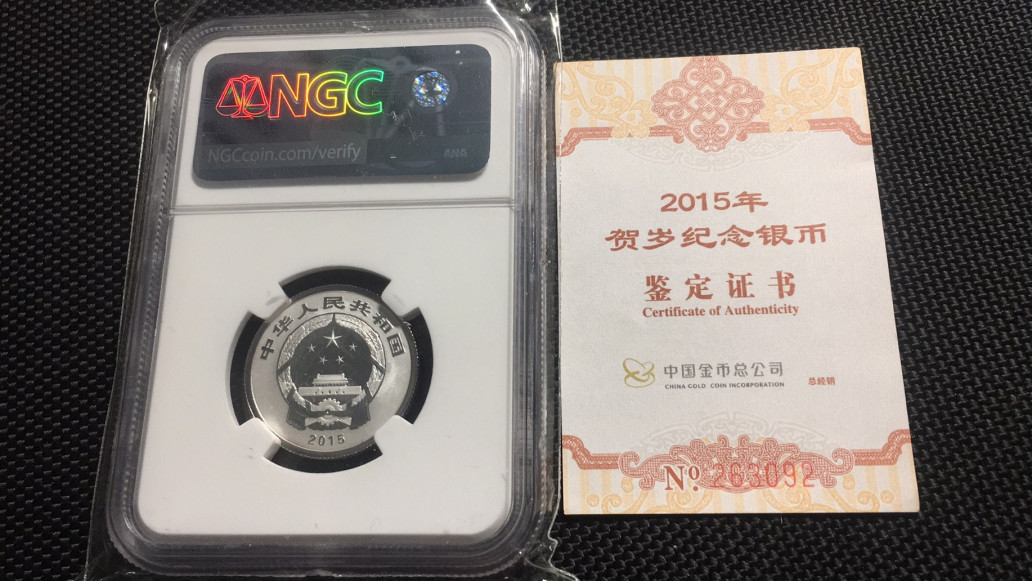 NGC
NGCcoin.com/verify
中华人民共和国
2015
2015年
贺岁纪念银币
鉴定证书
Certificate of Authenticity
中国金币总公司
CHINA GOLD COIN INCORPORATION
总经销
No. 263092